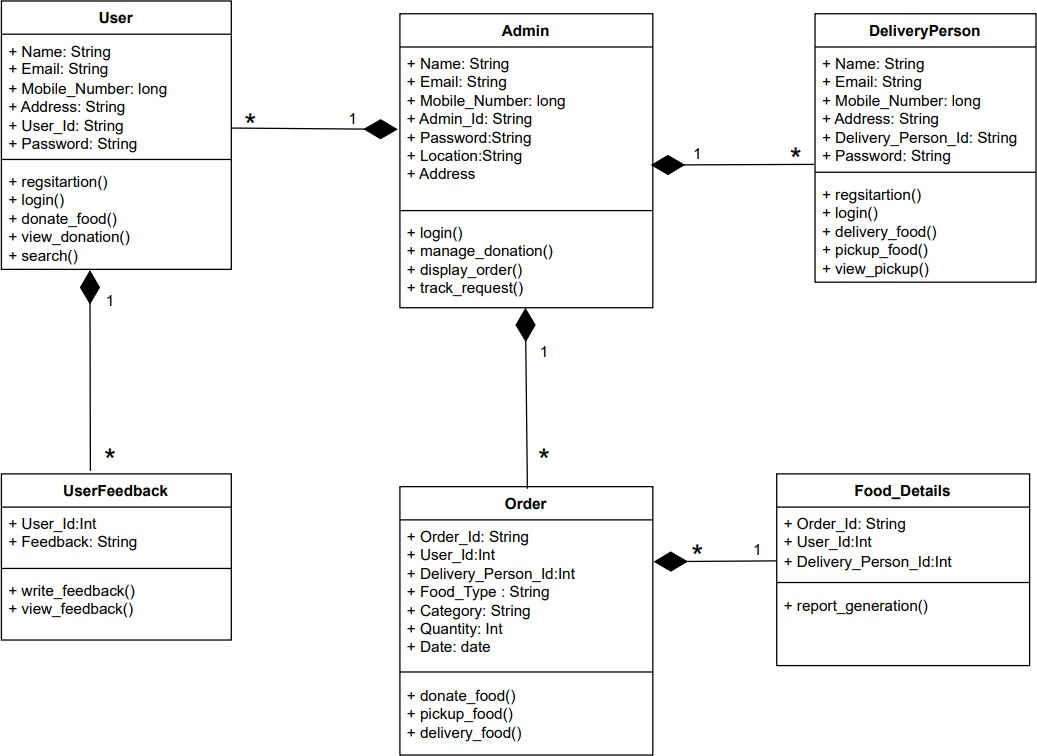 User
+ Name: String
+ Email: String
+ Mobile_Number: long
+ Address: String
+ User_Id: String
+ Password: String
+ regsitartion()
+ login()
+ donate_food()
+ view_donation()
+ search()
* 1
Admin
+ Name: String
+ Email: String
+ Mobile_Number: long
+ Admin_Id: String
+ Password:String
+ Location:String
+ Address
+ login()
+ manage_donation()
+ display_order()
+ track_request()
1 *
DeliveryPerson
+ Name: String
+ Email: String
+ Mobile_Number: long
+ Address: String
+ Delivery_Person_Id: String
+ Password: String
+ regsitartion()
+ login()
+ delivery_food()
+ pickup_food()
+ view_pickup()
1
*
1
*
UserFeedback
+ User_Id:Int
+ Feedback: String
+ write_feedback()
+ view_feedback()
Order
+ Order_Id: String
+ User_Id:Int
+ Delivery_Person_Id:Int
+ Food_Type : String
+ Category: String
+ Quantity: Int
+ Date: date
+ donate_food()
+ pickup_food()
+ delivery_food()
* 1
Food_Details
+ Order_Id: String
+ User_Id:Int
+ Delivery_Person_Id:Int
+ report_generation()